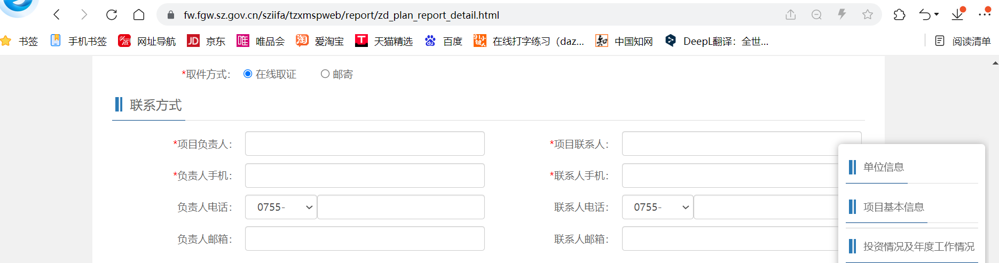 fw.fgw.sz.gov.cn/sziifa/tzxmspweb/report/zd_plan_report_detail.html
书签 手机书签 网址导航 JD 京东 唯 唯品会 淘 爱淘宝 T 天猫精选 du 百度 在线打字练习（daz... 知 中国知网 DeepL翻译：全世... 阅读清单
*取件方式： 在线取证 邮寄
联系方式
*项目负责人： *项目联系人：
单位信息
*负责人手机： *联系人手机：
负责人电话： 0755- 联系人电话： 0755-
项目基本信息
负责人邮箱： 联系人邮箱：
投资情况及年度工作情况